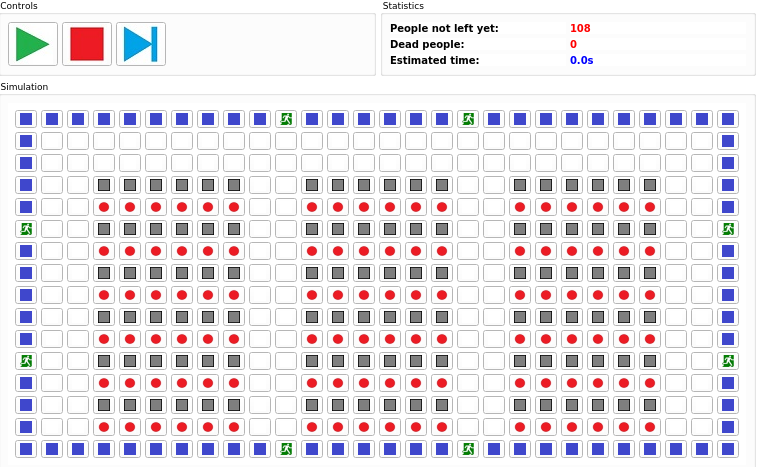 Controls
Statistics
People not left yet: 108
Dead people: 0
Estimated time: 0.0s
Simulation